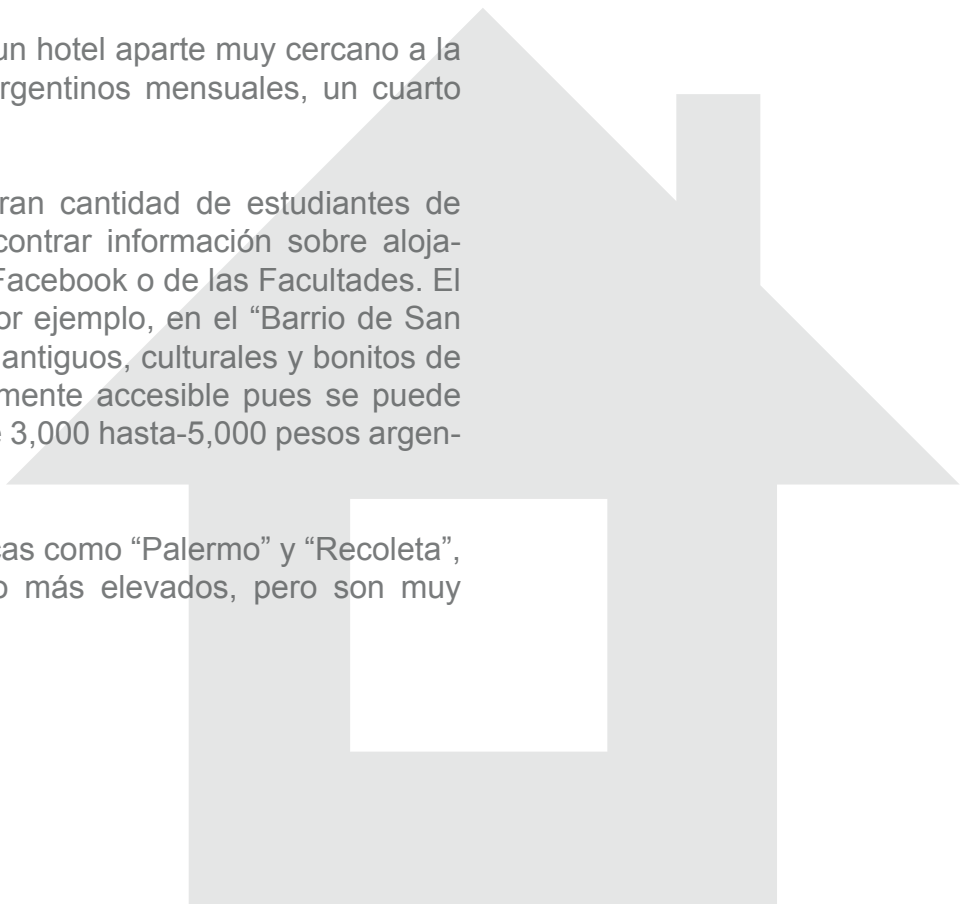 un hotel aparte muy cercano a la
rgentinos mensuales, un cuarto
ran cantidad de estudiantes de
contrar información sobre aloja-
Facebook o de las Facultades. El
or ejemplo, en el “Barrio de San
antiguos, culturales y bonitos de
mente accesible pues se puede
e 3,000 hasta-5,000 pesos argen-
cas como “Palermo” y “Recoleta”,
o más elevados, pero son muy